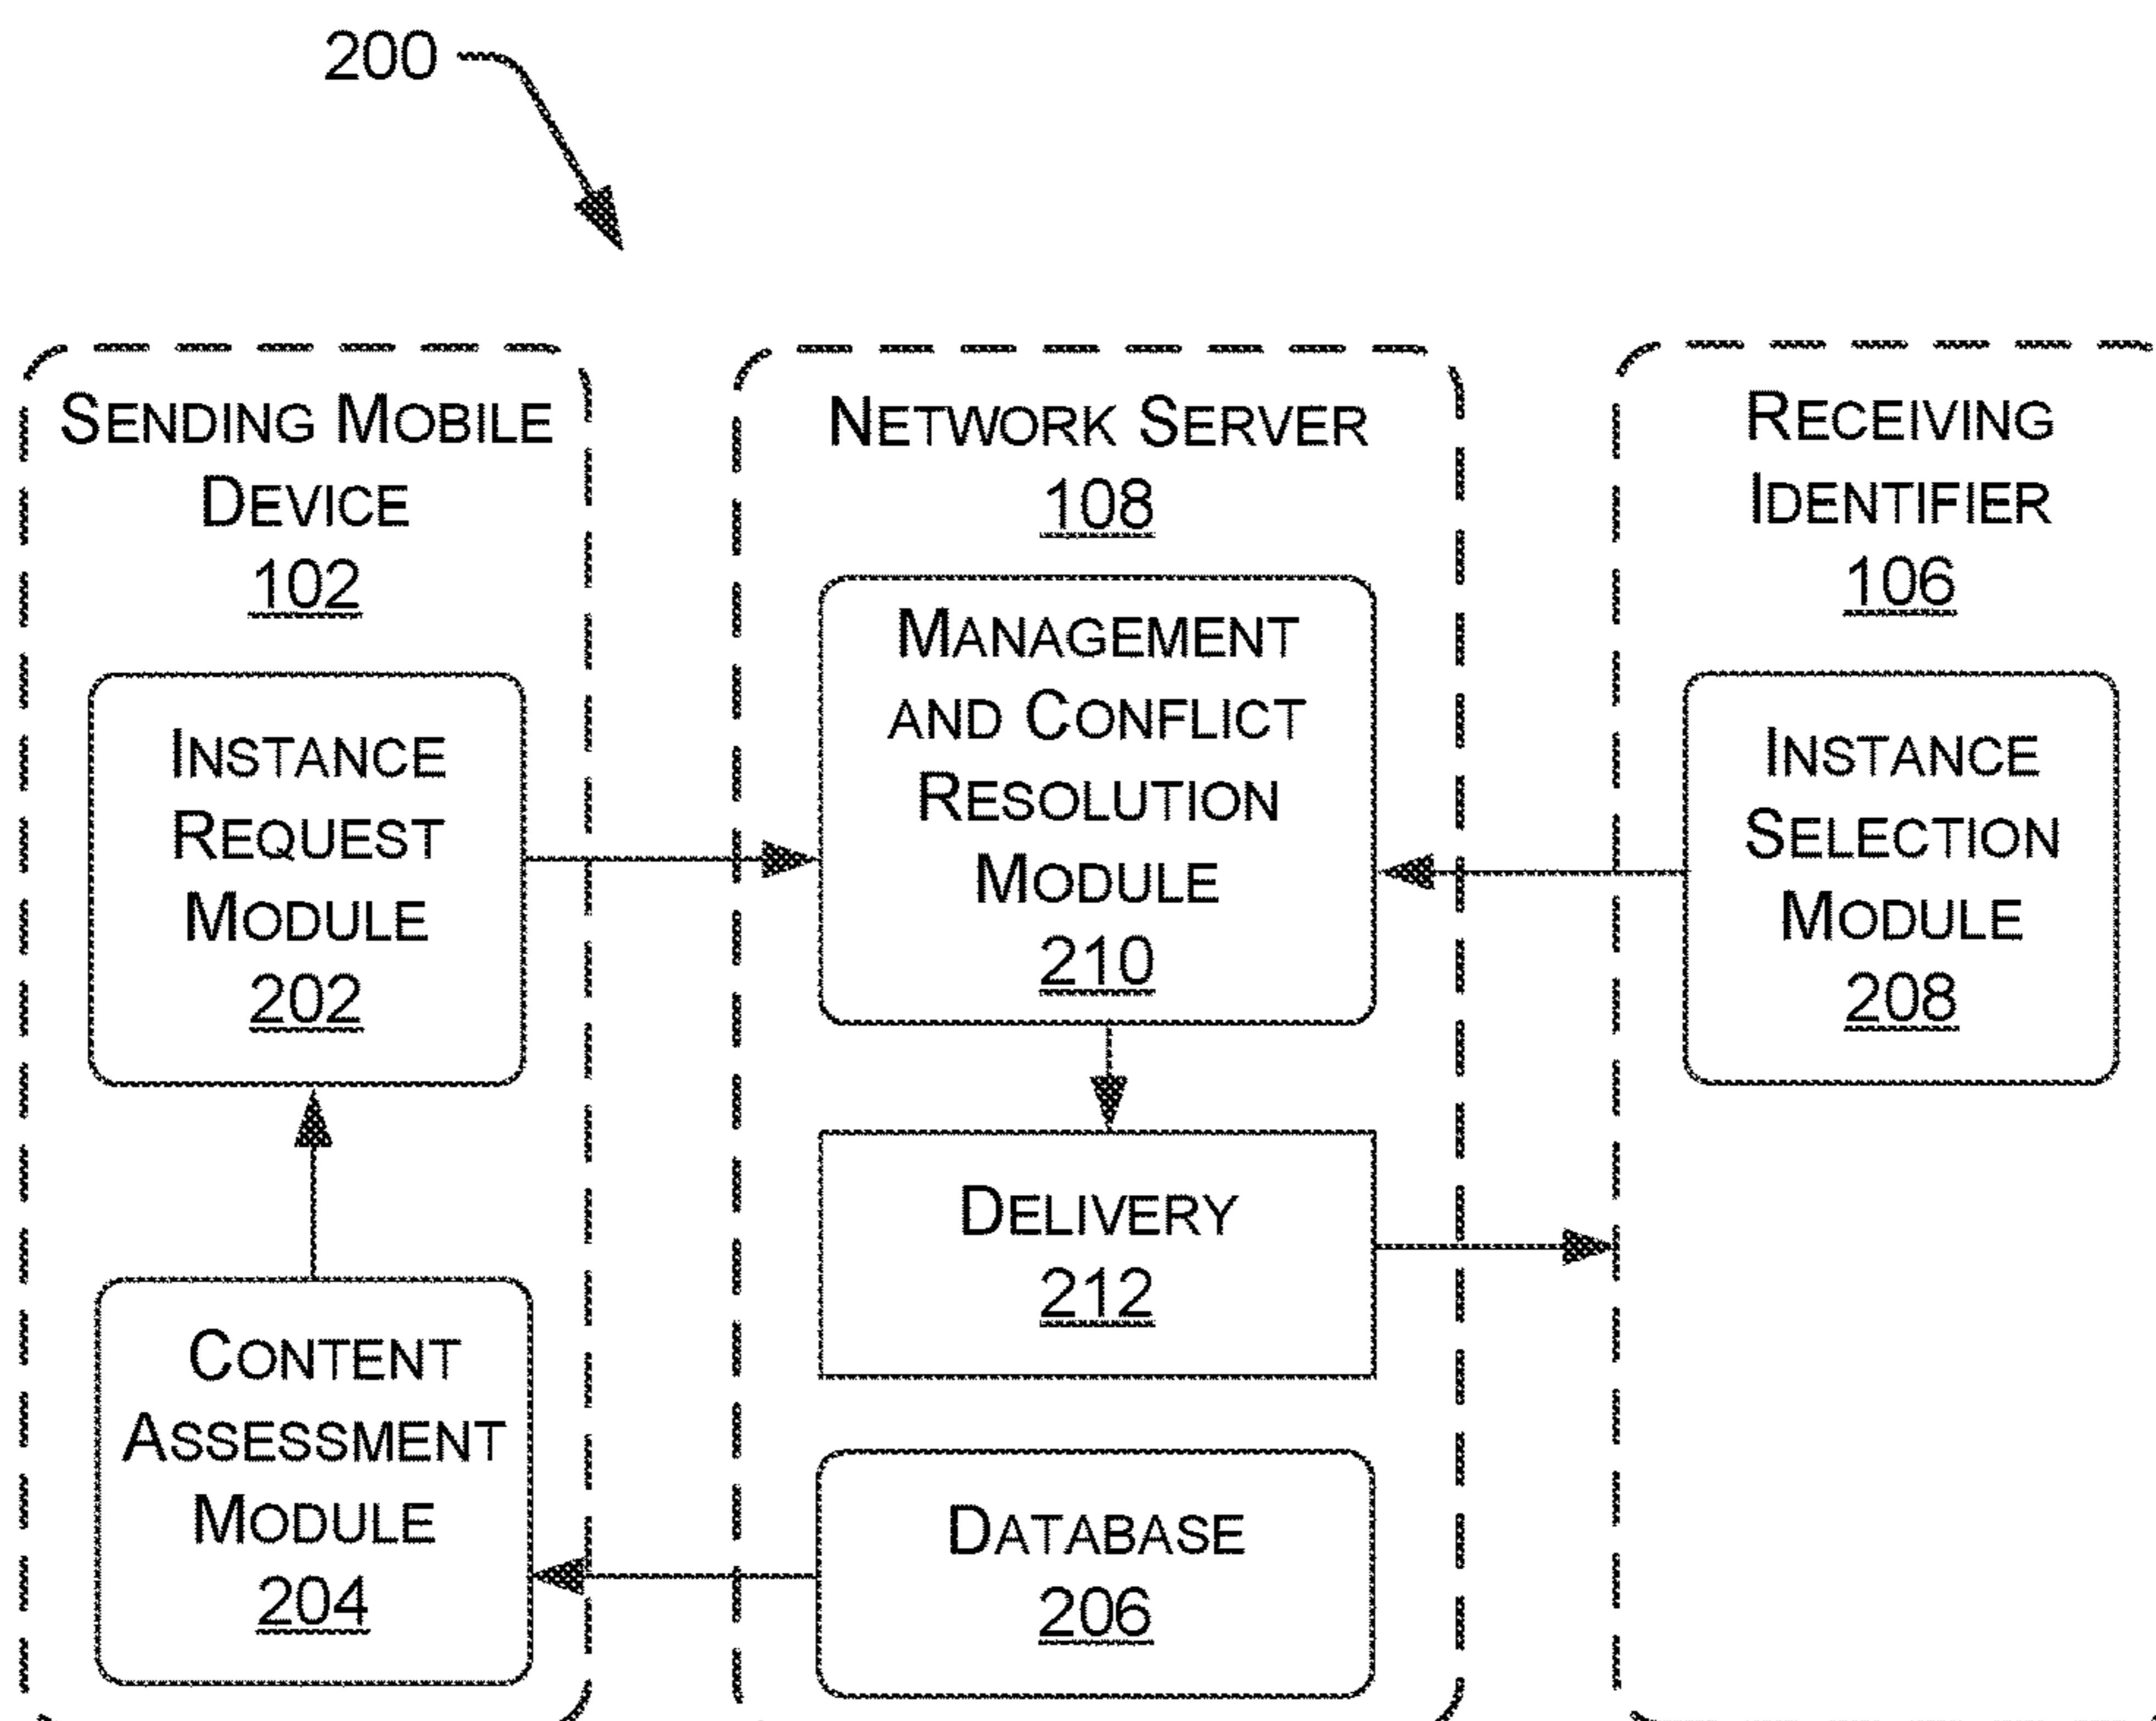 200
SENDING MOBILE
DEVICE
102
INSTANCE
REQUEST
MODULE
202
CONTENT
ASSESSMENT
MODULE
204
NETWORK SERVER
108
MANAGEMENT
AND CONFLICT
RESOLUTION
MODULE
210
DELIVERY
212
DATABASE
206
RECEIVING
IDENTIFIER
106
INSTANCE
SELECTION
MODULE
208